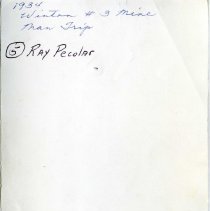 1934
Winton # 3 Mine
Man Trip
⑤ Ray Pecolar